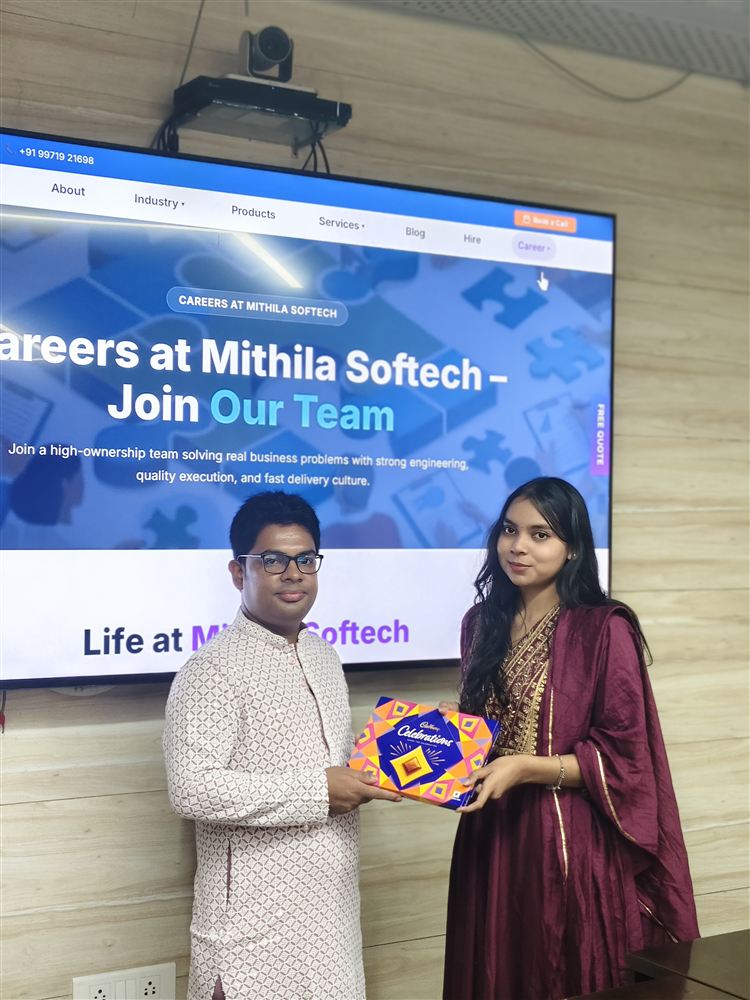 +91 99719 21698
About
Industry
Products
Services
Blog
Hire
Career
Book a Call
CAREERS AT MITHILA SOFTECH
areers at Mithila Softech –
Join Our Team
Join a high-ownership team solving real business problems with strong engineering,
quality execution, and fast delivery culture.
FREE QUOTE
Life at Mi Softech
Cadbury
Celebrations